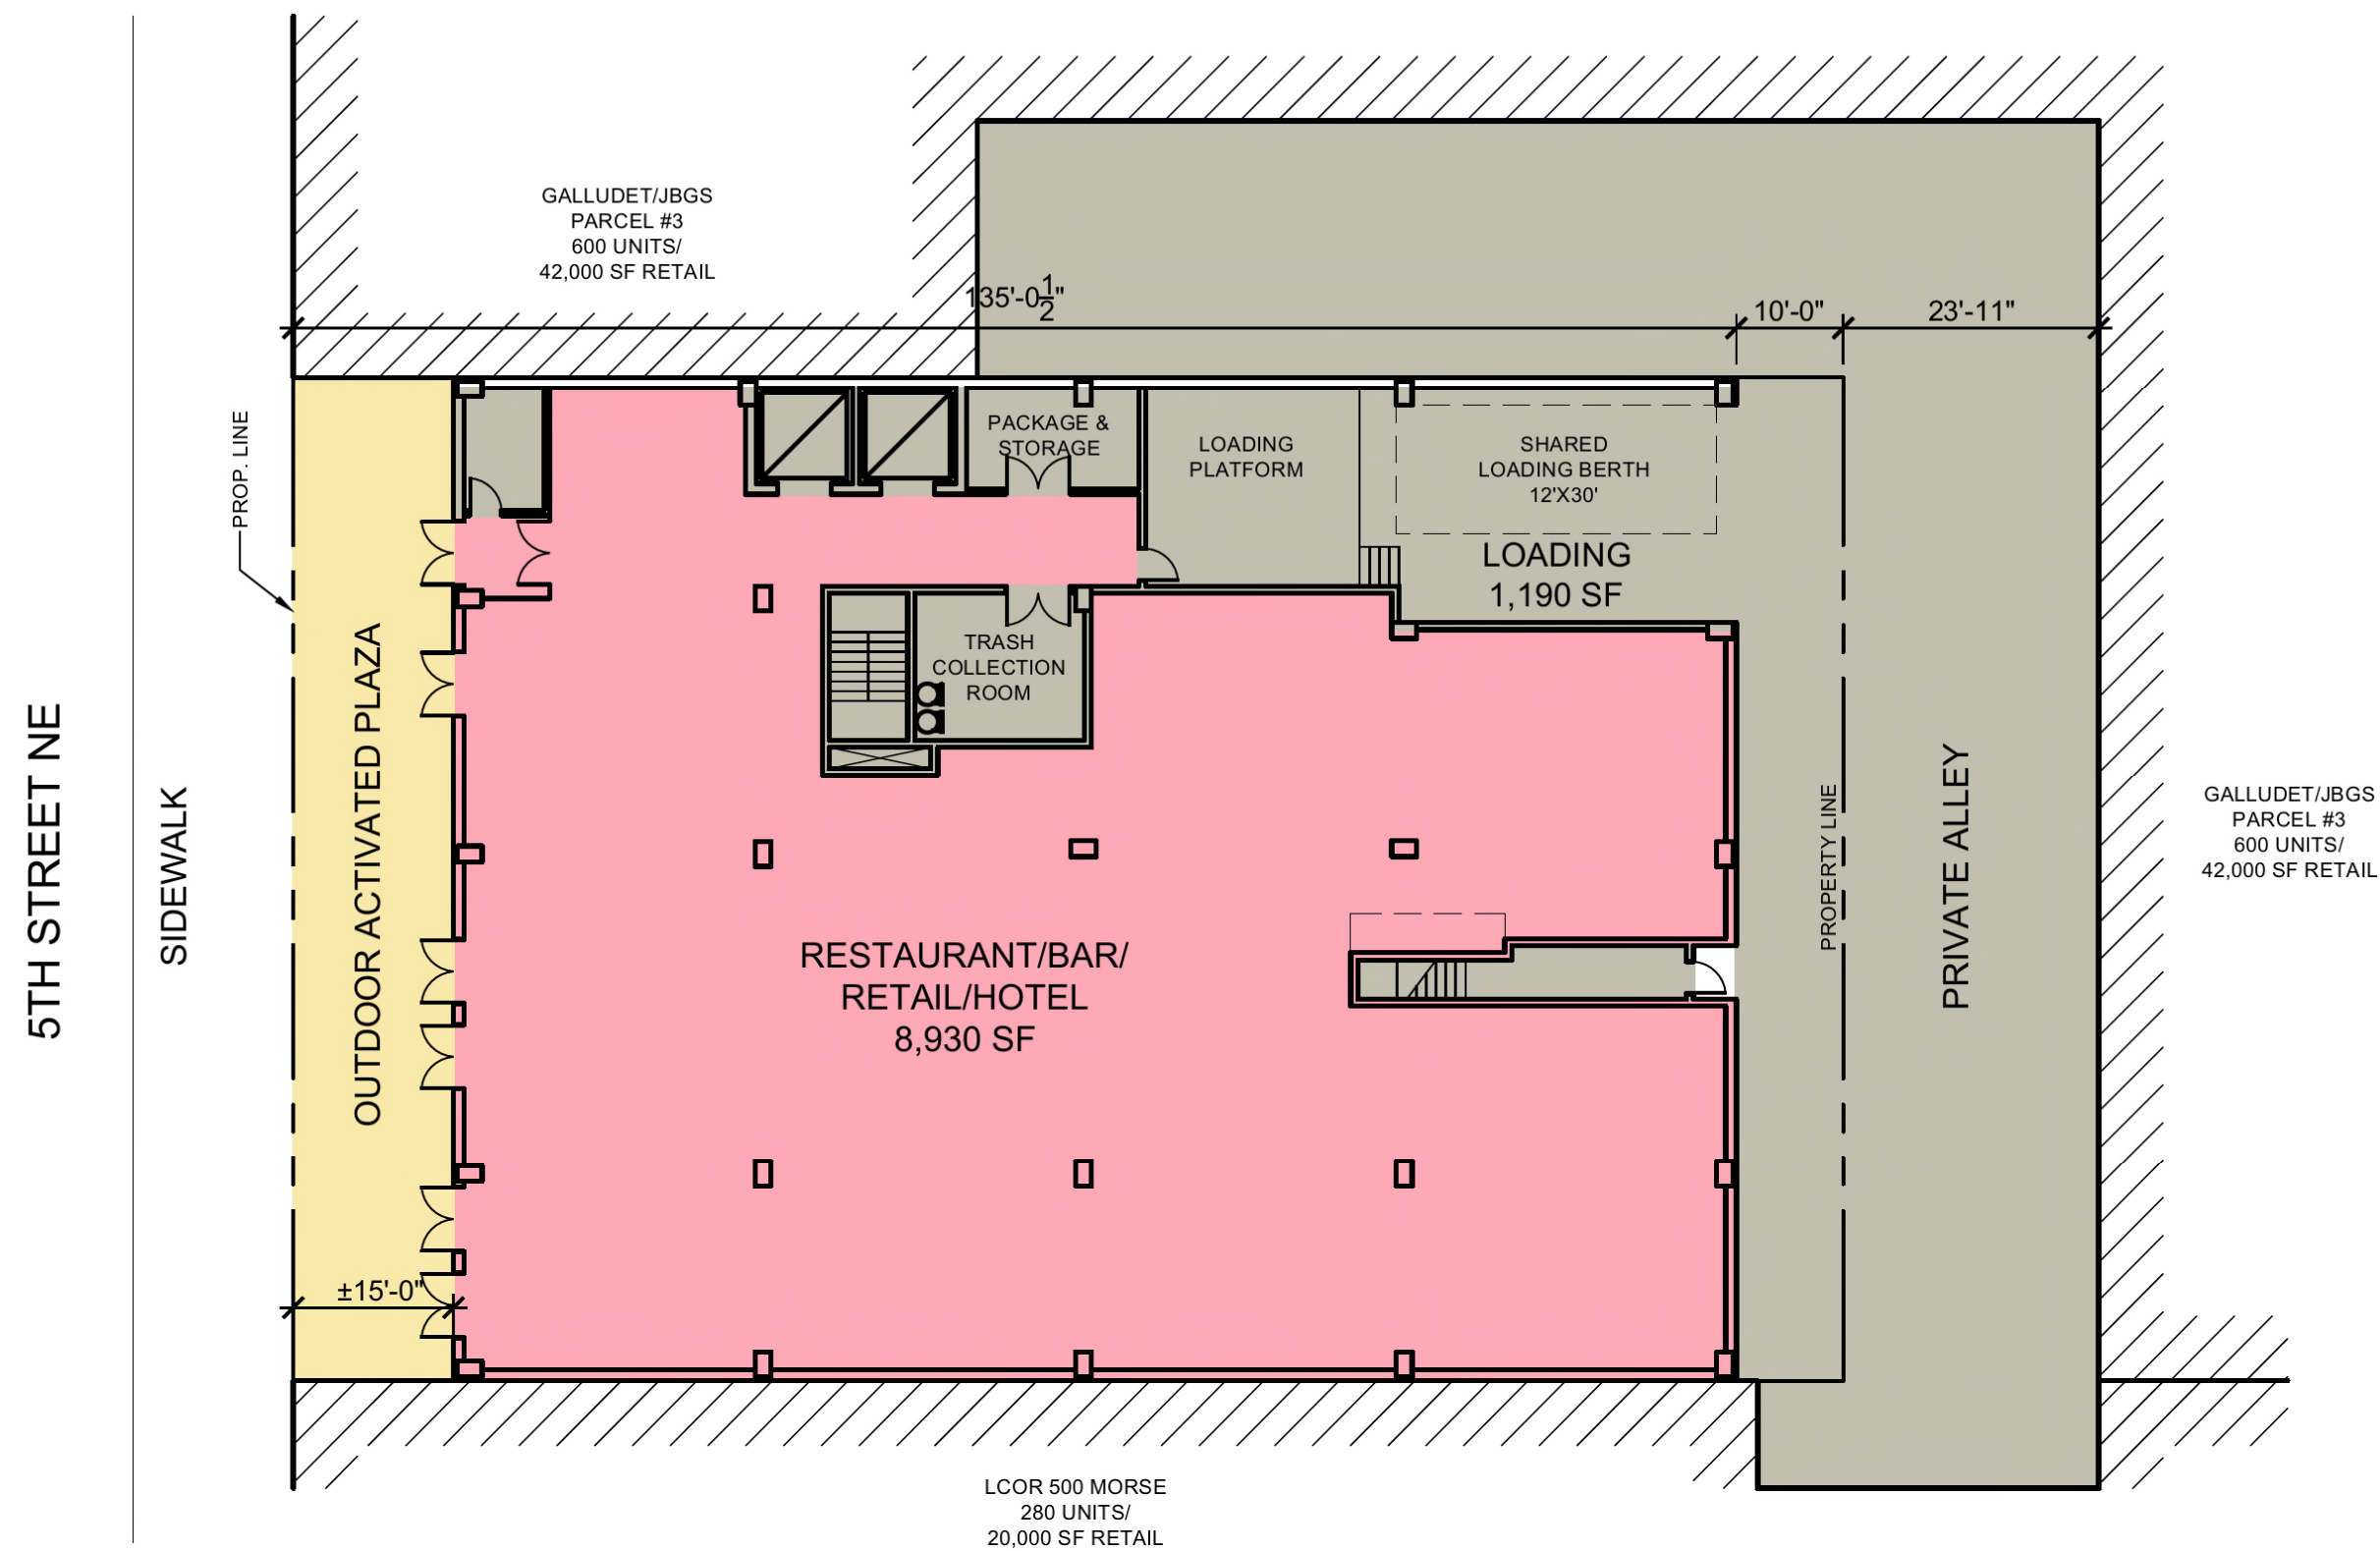 GALLUDET/JBGS
PARCEL #3
600 UNITS/
42,000 SF RETAIL
135'-0 1/2"
10'-0"
23'-11"
PROP. LINE
PACKAGE &
STORAGE
LOADING
PLATFORM
SHARED
LOADING BERTH
12'X30'
LOADING
1,190 SF
TRASH
COLLECTION
ROOM
5TH STREET NE
SIDEWALK
OUTDOOR ACTIVATED PLAZA
RESTAURANT/BAR/
RETAIL/HOTEL
8,930 SF
PROPERTY LINE
PRIVATE ALLEY
GALLUDET/JBGS
PARCEL #3
600 UNITS/
42,000 SF RETAIL
±15'-0"
LCOR 500 MORSE
280 UNITS/
20,000 SF RETAIL